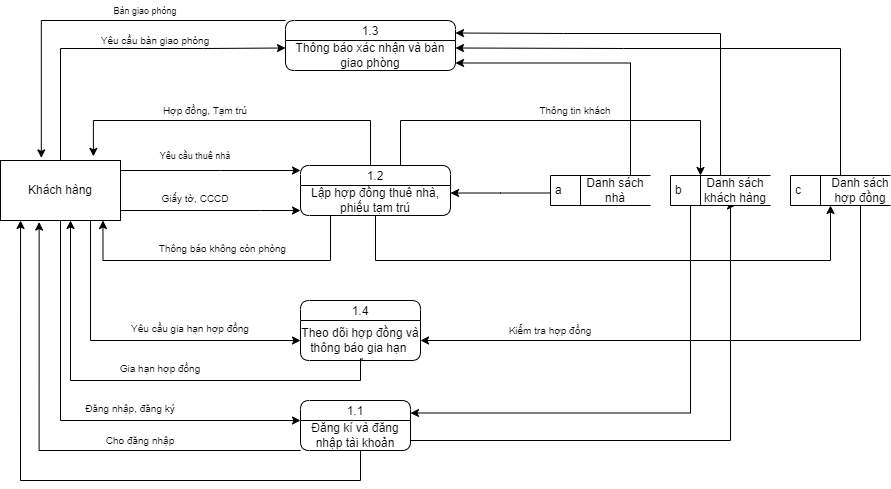 Bản giao phòng
1.3
Yêu cầu bàn giao phòng
Thông báo xác nhận và bàn
giao phòng
Hợp đồng, Tạm trú
Thông tin khách
Yêu cầu thuê nhà
1.2
Khách hàng
Lập hợp đồng thuê nhà,
phiếu tạm trú
Giấy tờ, CCCD
a
Danh sách
nhà
b
Danh sách
khách hàng
c
Danh sách
hợp đồng
Thông báo không còn phòng
1.4
Yêu cầu gia hạn hợp đồng
Theo dõi hợp đồng và
thông báo gia hạn
Kiểm tra hợp đồng
Gia hạn hợp đồng
Đăng nhập, đăng ký
1.1
Đăng kí và đăng
nhập tài khoản
Cho đăng nhập